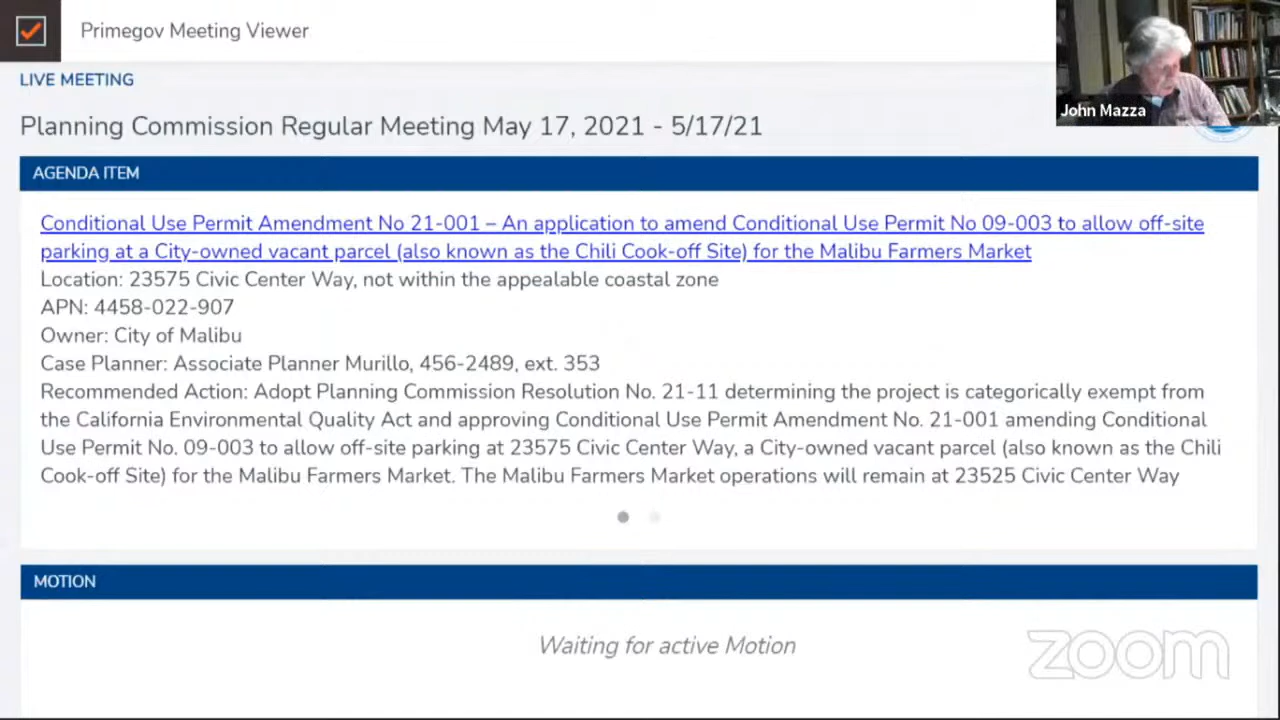 Primegov Meeting Viewer
LIVE MEETING
John Mazza
Planning Commission Regular Meeting May 17, 2021 - 5/17/21
AGENDA ITEM
Conditional Use Permit Amendment No 21-001 – An application to amend Conditional Use Permit No 09-003 to allow off-site
parking at a City-owned vacant parcel (also known as the Chili Cook-off Site) for the Malibu Farmers Market
Location: 23575 Civic Center Way, not within the appealable coastal zone
APN: 4458-022-907
Owner: City of Malibu
Case Planner: Associate Planner Murillo, 456-2489, ext. 353
Recommended Action: Adopt Planning Commission Resolution No. 21-11 determining the project is categorically exempt from
the California Environmental Quality Act and approving Conditional Use Permit Amendment No. 21-001 amending Conditional
Use Permit No. 09-003 to allow off-site parking at 23575 Civic Center Way, a City-owned vacant parcel (also known as the Chili
Cook-off Site) for the Malibu Farmers Market. The Malibu Farmers Market operations will remain at 23525 Civic Center Way
MOTION
Waiting for active Motion
zoom